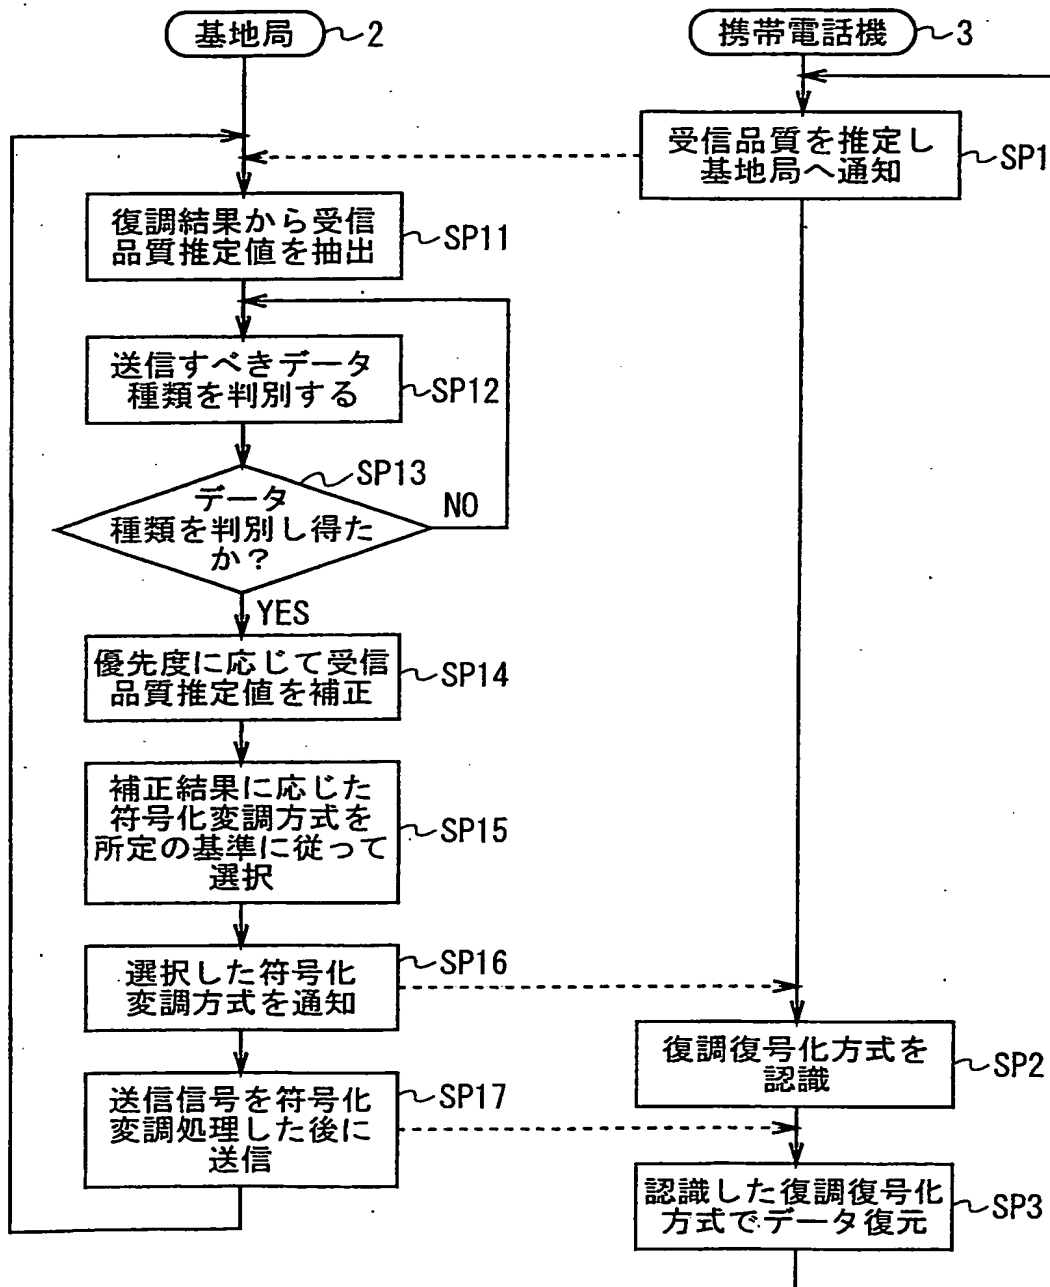 基地局
2
携帯電話機
3
受信品質を推定し
基地局へ通知
SP1
復調結果から受信
品質推定値を抽出
SP11
送信すべきデータ
種類を判別する
SP12
SP13
データ
種類を判別し得た
か?
NO
YES
優先度に応じて受信
品質推定値を補正
SP14
補正結果に応じた
符号化変調方式を
所定の基準に従って
選択
SP15
選択した符号化
変調方式を通知
SP16
復調復号化方式を
認識
SP2
送信信号を符号化
変調処理した後に
送信
SP17
認識した復調復号化
方式でデータ復元
SP3